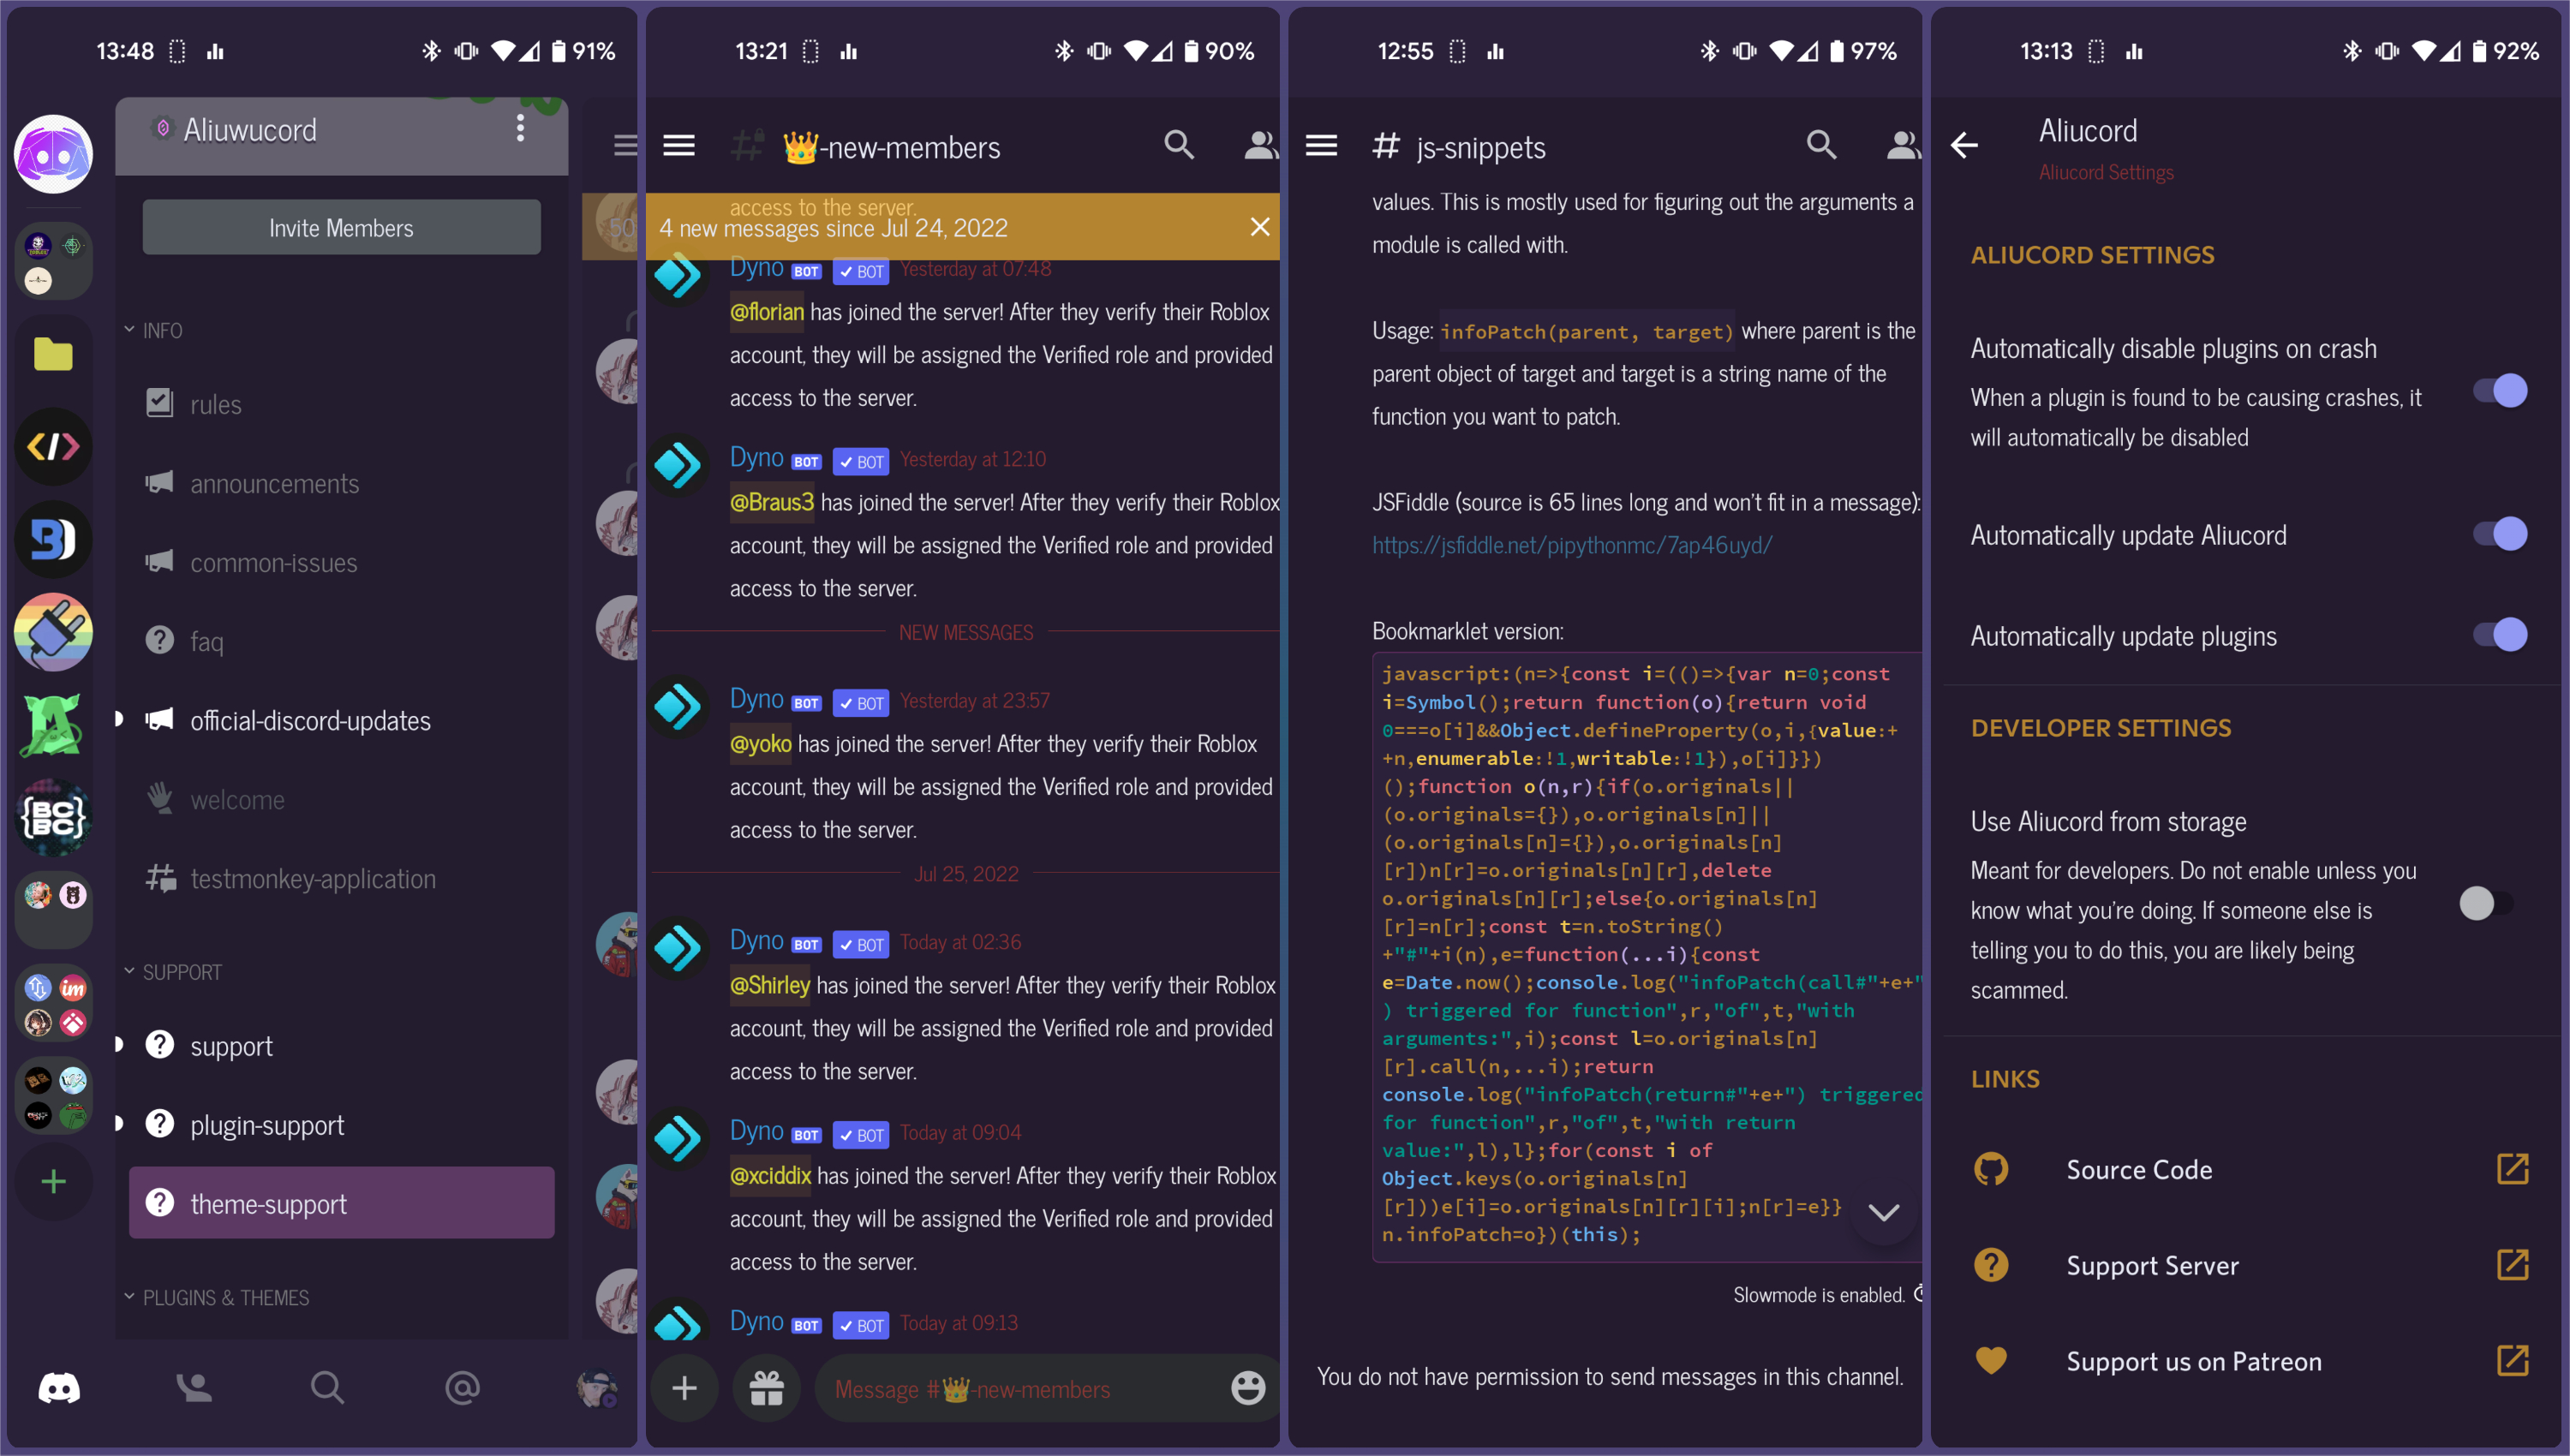 13:48
91%
Aliuwucord
Invite Members
INFO
rules
announcements
common-issues
faq
official-discord-updates
welcome
testmonkey-application
SUPPORT
support
plugin-support
theme-support
PLUGINS & THEMES
</>
BC
BC
im
50
13:21
90%
#👑-new-members
access to the server.
4 new messages since Jul 24, 2022
Dyno BOT ✓ BOT Yesterday at 07:48
@florian has joined the server! After they verify their Roblox
account, they will be assigned the Verified role and provided
access to the server.
Dyno BOT ✓ BOT Yesterday at 12:10
@Braus3 has joined the server! After they verify their Roblox
account, they will be assigned the Verified role and provided
access to the server.
NEW MESSAGES
Dyno BOT ✓ BOT Yesterday at 23:57
@yoko has joined the server! After they verify their Roblox
account, they will be assigned the Verified role and provided
access to the server.
Jul 25, 2022
Dyno BOT ✓ BOT Today at 02:36
@Shirley has joined the server! After they verify their Roblox
account, they will be assigned the Verified role and provided
access to the server.
Dyno BOT ✓ BOT Today at 09:04
@xciddix has joined the server! After they verify their Roblox
account, they will be assigned the Verified role and provided
access to the server.
Dyno BOT ✓ BOT Today at 09:13
Message #👑-new-members
12:55
97%
# js-snippets
values. This is mostly used for figuring out the arguments a
module is called with.
Usage: infoPatch(parent, target) where parent is the
parent object of target and target is a string name of the
function you want to patch.
JSFiddle (source is 65 lines long and won't fit in a message):
https://jsfiddle.net/pipythonmc/7ap46uyd/
Bookmarklet version:
javascript:(n=>{const i=(()=>{var n=0;const
i=Symbol();return function(o){return void
0===o[i]&&Object.defineProperty(o,i,{value:+
+n,enumerable:!1,writable:!1}),o[i]}})
();function o(n,r){if(o.originals||
(o.originals={}),o.originals[n]||
(o.originals[n]={}),o.originals[n]
[r])n[r]=o.originals[n][r],delete
o.originals[n][r];else{o.originals[n]
[r]=n[r];const t=n.toString()
+"#"+i(n),e=function(...i){const
e=Date.now();console.log("infoPatch(call#"+e+"
) triggered for function",r,"of",t,"with
arguments:",i);const l=o.originals[n]
[r].call(n,...i);return
console.log("infoPatch(return#"+e+") triggered
for function",r,"of",t,"with return
value:",l),l};for(const i of
Object.keys(o.originals[n]
[r]))e[i]=o.originals[n][r][i];n[r]=e}}
n.infoPatch=o})(this);
Slowmode is enabled.
You do not have permission to send messages in this channel.
13:13
92%
Aliucord
Aliucord Settings
ALIUCORD SETTINGS
Automatically disable plugins on crash
When a plugin is found to be causing crashes, it
will automatically be disabled
Automatically update Aliucord
Automatically update plugins
DEVELOPER SETTINGS
Use Aliucord from storage
Meant for developers. Do not enable unless you
know what you're doing. If someone else is
telling you to do this, you are likely being
scammed.
LINKS
Source Code
Support Server
Support us on Patreon